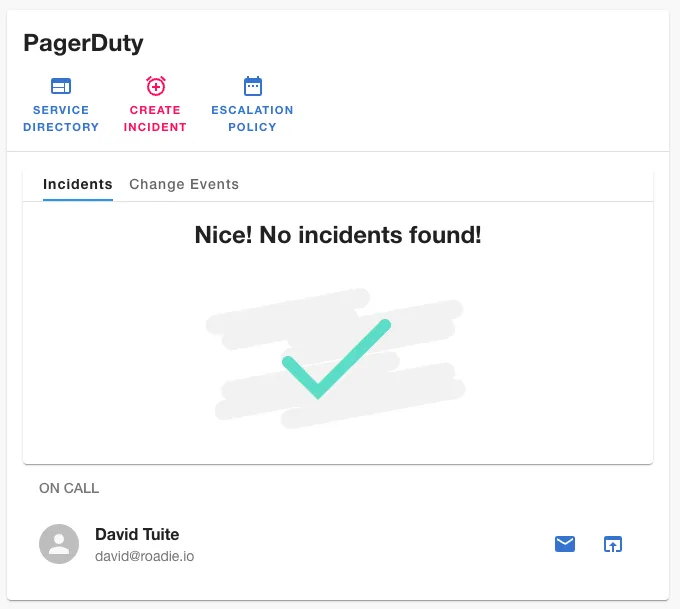 PagerDuty
SERVICE
DIRECTORY
CREATE
INCIDENT
ESCALATION
POLICY
Incidents
Change Events
Nice! No incidents found!
ON CALL
David Tuite
david@roadie.io